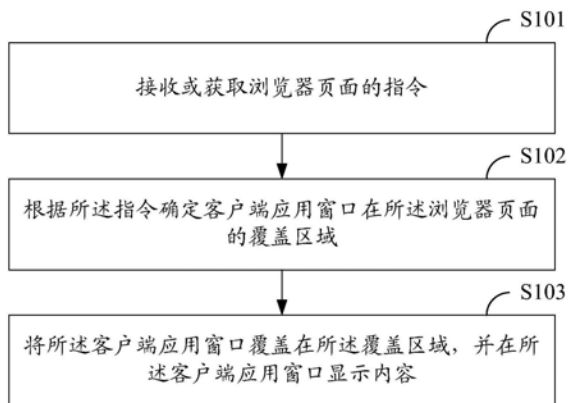 S101
接收或获取浏览器页面的指令
S102
根据所述指令确定客户端应用窗口在所述浏览器页面
的覆盖区域
S103
将所述客户端应用窗口覆盖在所述覆盖区域，并在所
述客户端应用窗口显示内容